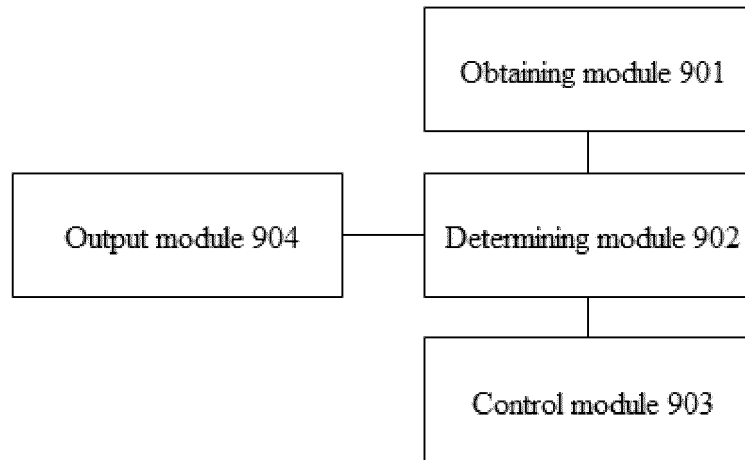 Obtaining module 901
Output module 904
Determining module 902
Control module 903